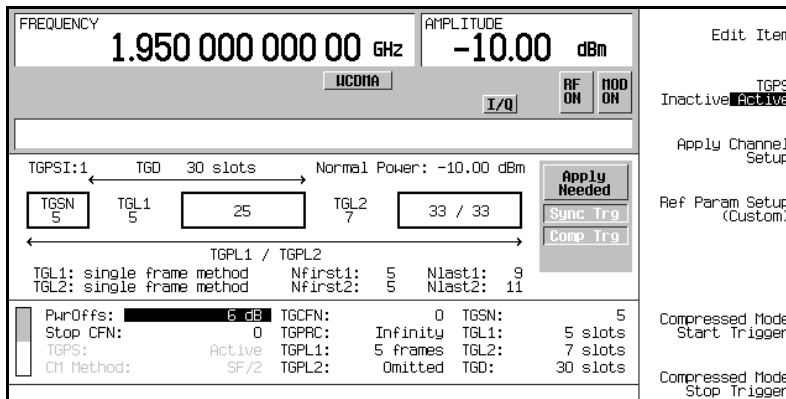 FREQUENCY
1.950 000 000 00 GHz
AMPLITUDE
-10.00 dBm
WCDMA
I/Q
RF ON
MOD ON
TGPSI:1 TGD 30 slots Normal Power: -10.00 dBm
TGSN 5
TGL1 5
25
TGL2 7
33 / 33
TGPL1 / TGPL2
TGL1: single frame method Nfirst1: 5 Nlast1: 9
TGL2: single frame method Nfirst2: 5 Nlast2: 11
Apply Needed
Sync Trg
Comp Trg
PwrOffs: 6 dB TGCFN: 0 TGSN: 5
Stop CFN: 0 TGPRC: Infinity TGL1: 5 slots
TGPS: Active TGPL1: 5 frames TGL2: 7 slots
CM Method: SF/2 TGPL2: Omitted TGD: 30 slots
Edit Item
TGPS
Inactive Active
Apply Channel
Setup
Ref Param Setup
(Custom)
Compressed Mode
Start Trigger
Compressed Mode
Stop Trigger